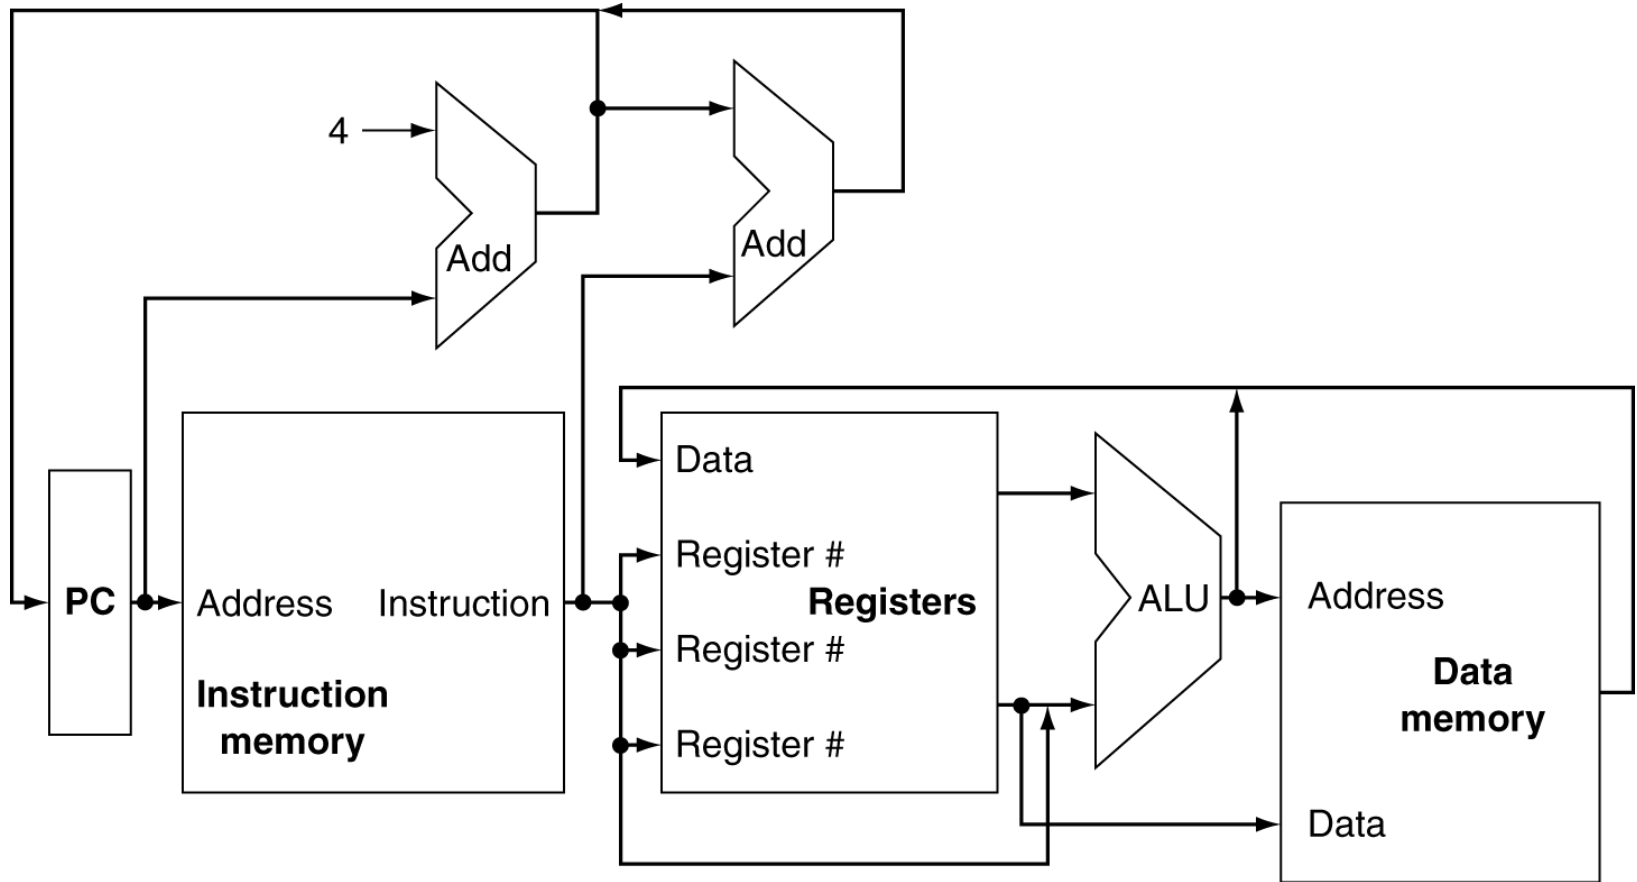 4
Add
Add
PC
Address
Instruction
Instruction
memory
Data
Register #
Registers
Register #
Register #
ALU
Address
Data
memory
Data